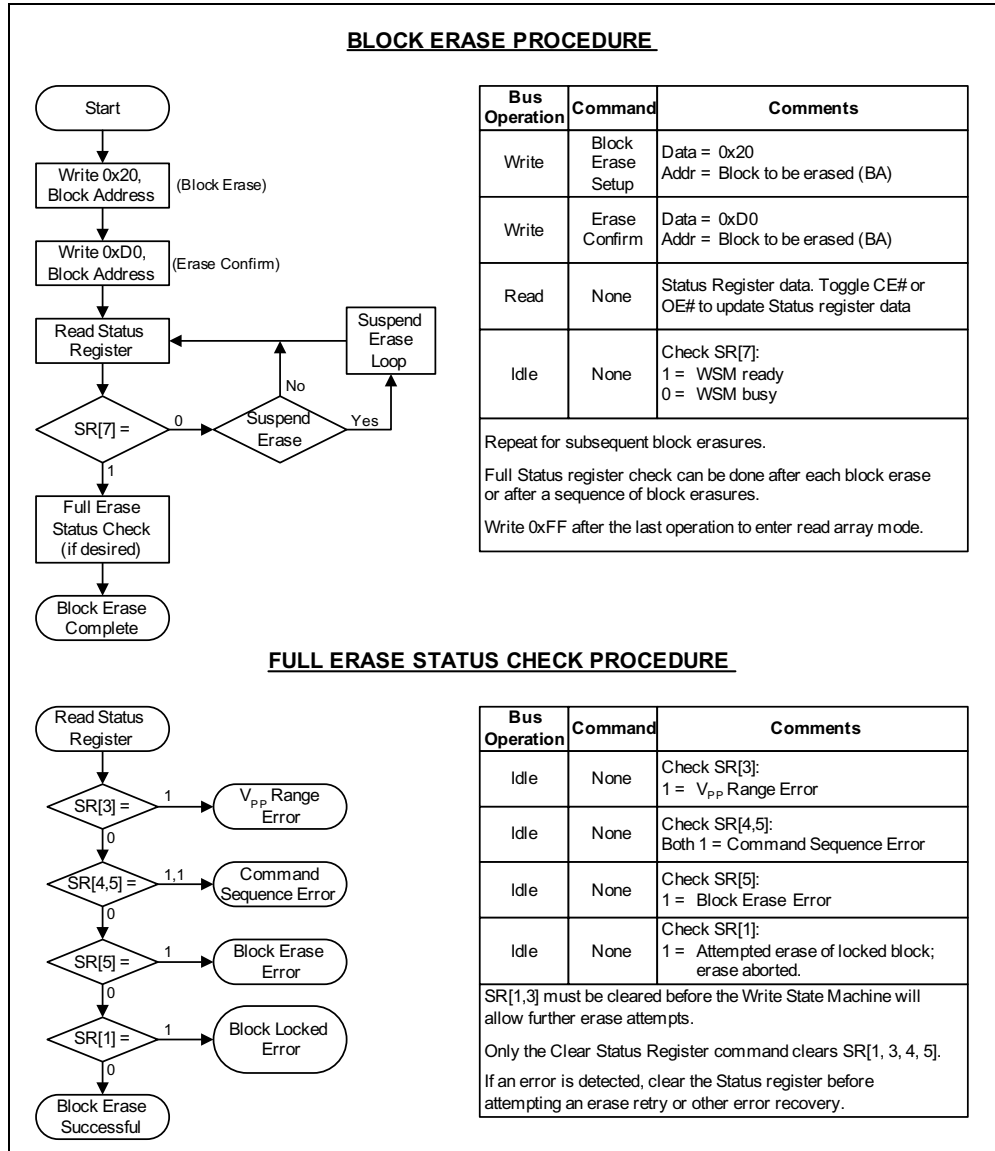 BLOCK ERASE PROCEDURE
Start
Write 0x20,
Block Address
(Block Erase)
Write 0xD0,
Block Address
(Erase Confirm)
Read Status
Register
Suspend
Erase
Loop
No
SR[7] =
0
Suspend
Erase
Yes
1
Full Erase
Status Check
(if desired)
Block Erase
Complete
Bus
Operation
Command
Comments
Write
Block
Erase
Setup
Data = 0x20
Addr = Block to be erased (BA)
Write
Erase
Confirm
Data = 0xD0
Addr = Block to be erased (BA)
Read
None
Status Register data. Toggle CE# or
OE# to update Status register data
Idle
None
Check SR[7]:
1 = WSM ready
0 = WSM busy
Repeat for subsequent block erasures.
Full Status register check can be done after each block erase
or after a sequence of block erasures.
Write 0xFF after the last operation to enter read array mode.
FULL ERASE STATUS CHECK PROCEDURE
Read Status
Register
SR[3] =
1
VPP Range
Error
0
SR[4,5] =
1,1
Command
Sequence Error
0
SR[5] =
1
Block Erase
Error
0
SR[1] =
1
Block Locked
Error
0
Block Erase
Successful
Bus
Operation
Command
Comments
Idle
None
Check SR[3]:
1 = VPP Range Error
Idle
None
Check SR[4,5]:
Both 1 = Command Sequence Error
Idle
None
Check SR[5]:
1 = Block Erase Error
Idle
None
Check SR[1]:
1 = Attempted erase of locked block;
erase aborted.
SR[1,3] must be cleared before the Write State Machine will
allow further erase attempts.
Only the Clear Status Register command clears SR[1, 3, 4, 5].
If an error is detected, clear the Status register before
attempting an erase retry or other error recovery.